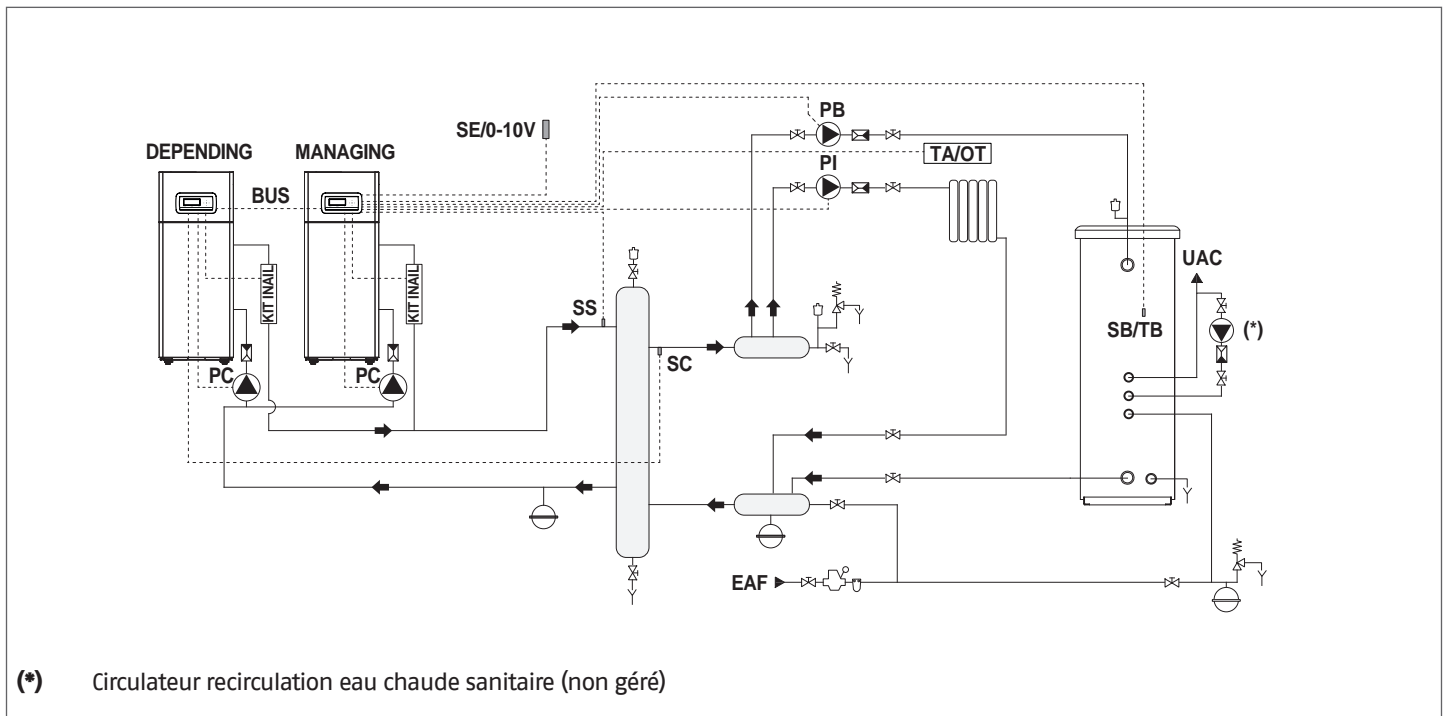 SE/0-10V
PB
DEPENDING MANAGING
TA/OT
PI
BUS
UAC
KIT INAIL
KIT INAIL
SS
SB/TB
(*)
SC
PC
PC
EAF
(*) Circulateur recirculation eau chaude sanitaire (non géré)